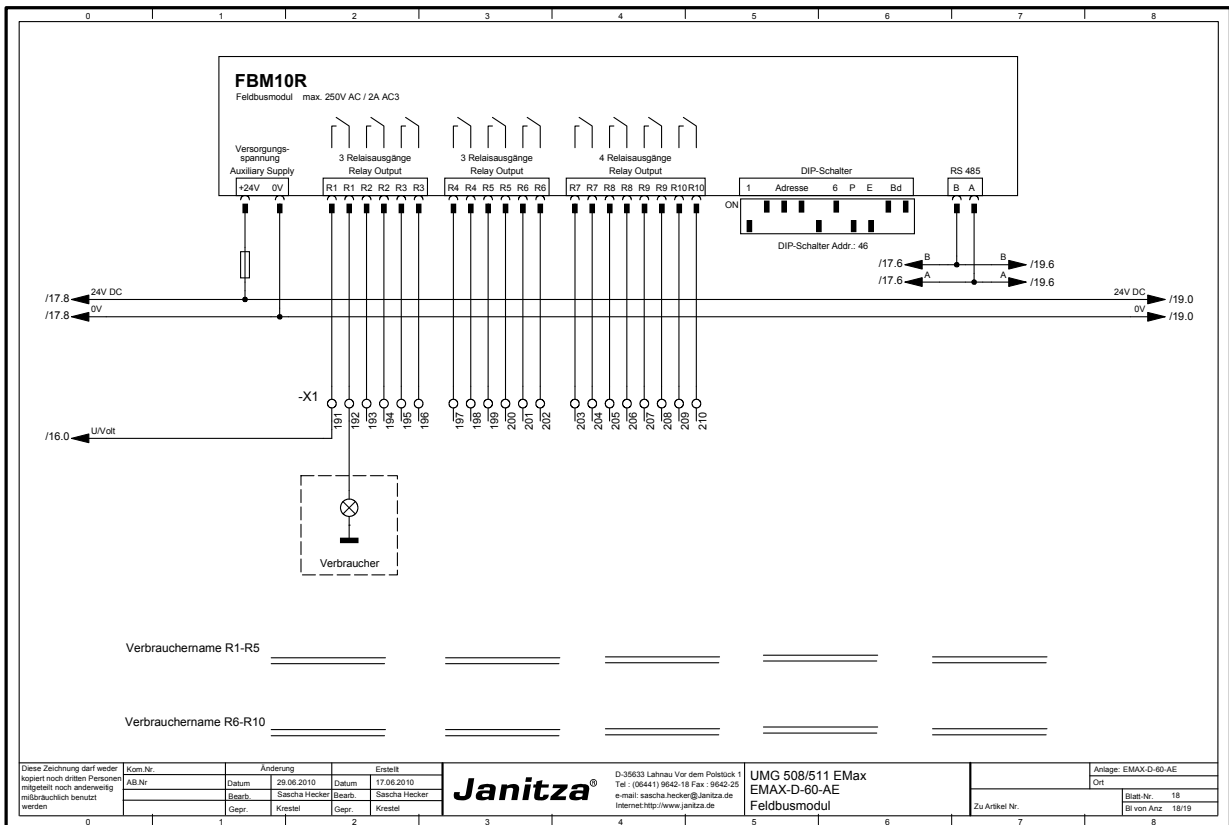 0 1 2 3 4 5 6 7 8
FBM10R
Feldbusmodul max. 250V AC / 2A AC3
Versorgungs-
spannung
Auxiliary Supply
+24V 0V
3 Relaisausgänge
Relay Output
R1 R1 R2 R2 R3 R3
3 Relaisausgänge
Relay Output
R4 R4 R5 R5 R6 R6
4 Relaisausgänge
Relay Output
R7 R7 R8 R8 R9 R9 R10 R10
DIP-Schalter
1 Adresse 6 P E Bd
ON
DIP-Schalter Addr.: 46
RS 485
B A
/17.6 B B /19.6
/17.6 A A /19.6
/17.8 24V DC 24V DC /19.0
/17.8 0V 0V /19.0
-X1
191 192 193 194 195 196 197 198 199 200 201 202 203 204 205 206 207 208 209 210
/16.0 U/Volt
Verbraucher
Verbrauchername R1-R5
Verbrauchername R6-R10
Diese Zeichnung darf weder
kopiert noch dritten Personen
mitgeteilt noch anderweitig
mißbräuchlich benutzt
werden
Kom.Nr.
AB.Nr
Änderung Erstellt
Datum 29.06.2010 Datum 17.06.2010
Bearb. Sascha Hecker Bearb. Sascha Hecker
Gepr. Krestel Gepr. Krestel
Janitza®
D-35633 Lahnau Vor dem Polstück 1
Tel : (06441) 9642-18 Fax : 9642-25
e-mail: sascha.hecker@Janitza.de
Internet:http://www.janitza.de
UMG 508/511 EMax
EMAX-D-60-AE
Feldbusmodul
Zu Artikel Nr.
Anlage: EMAX-D-60-AE
Ort
Blatt-Nr. 18
Bl von Anz 18/19
0 1 2 3 4 5 6 7 8